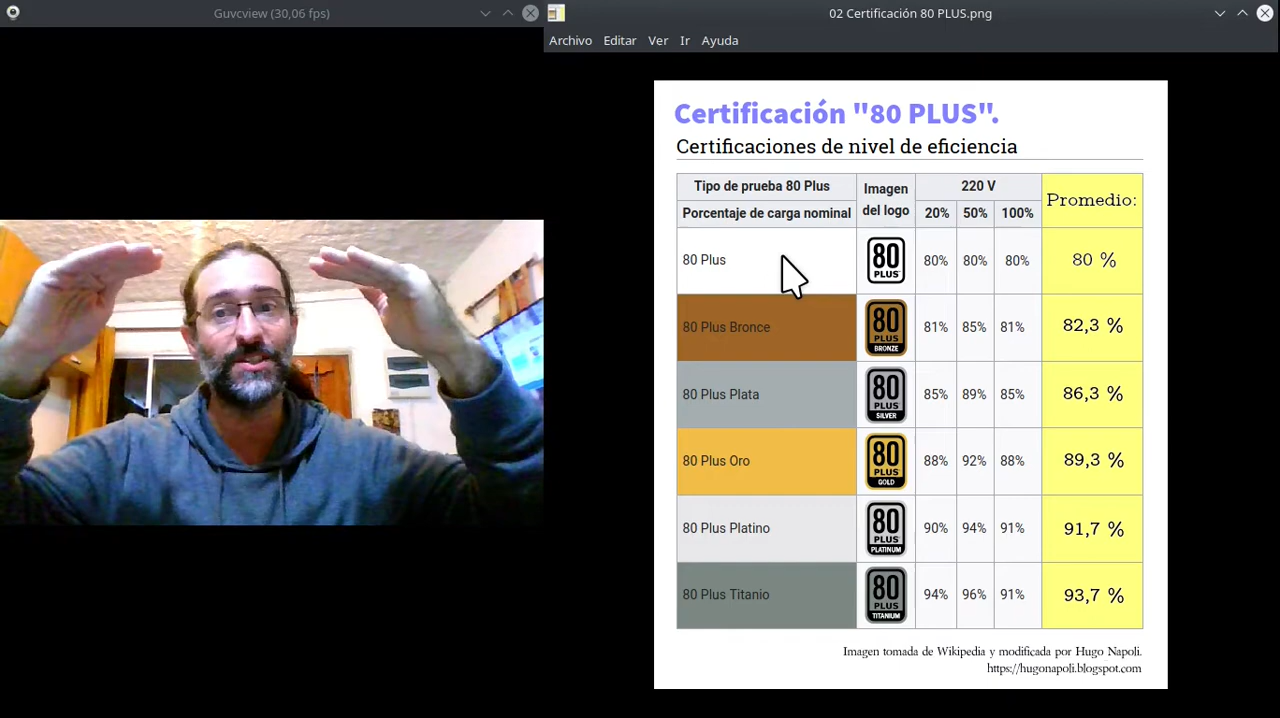 Guvcview (30,06 fps)
02 Certificación 80 PLUS.png
Archivo Editar Ver Ir Ayuda
Certificación "80 PLUS".
Certificaciones de nivel de eficiencia
Tipo de prueba 80 Plus Imagen del logo 220 V Promedio:
Porcentaje de carga nominal 20% 50% 100%
80 Plus 80 PLUS 80% 80% 80% 80 %
80 Plus Bronce 80 PLUS BRONZE 81% 85% 81% 82,3 %
80 Plus Plata 80 PLUS SILVER 85% 89% 85% 86,3 %
80 Plus Oro 80 PLUS GOLD 88% 92% 88% 89,3 %
80 Plus Platino 80 PLUS PLATINUM 90% 94% 91% 91,7 %
80 Plus Titanio 80 PLUS TITANIUM 94% 96% 91% 93,7 %
Imagen tomada de Wikipedia y modificada por Hugo Napoli.
https://hugonapoli.blogspot.com